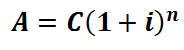 A = C(1 + i)ⁿ